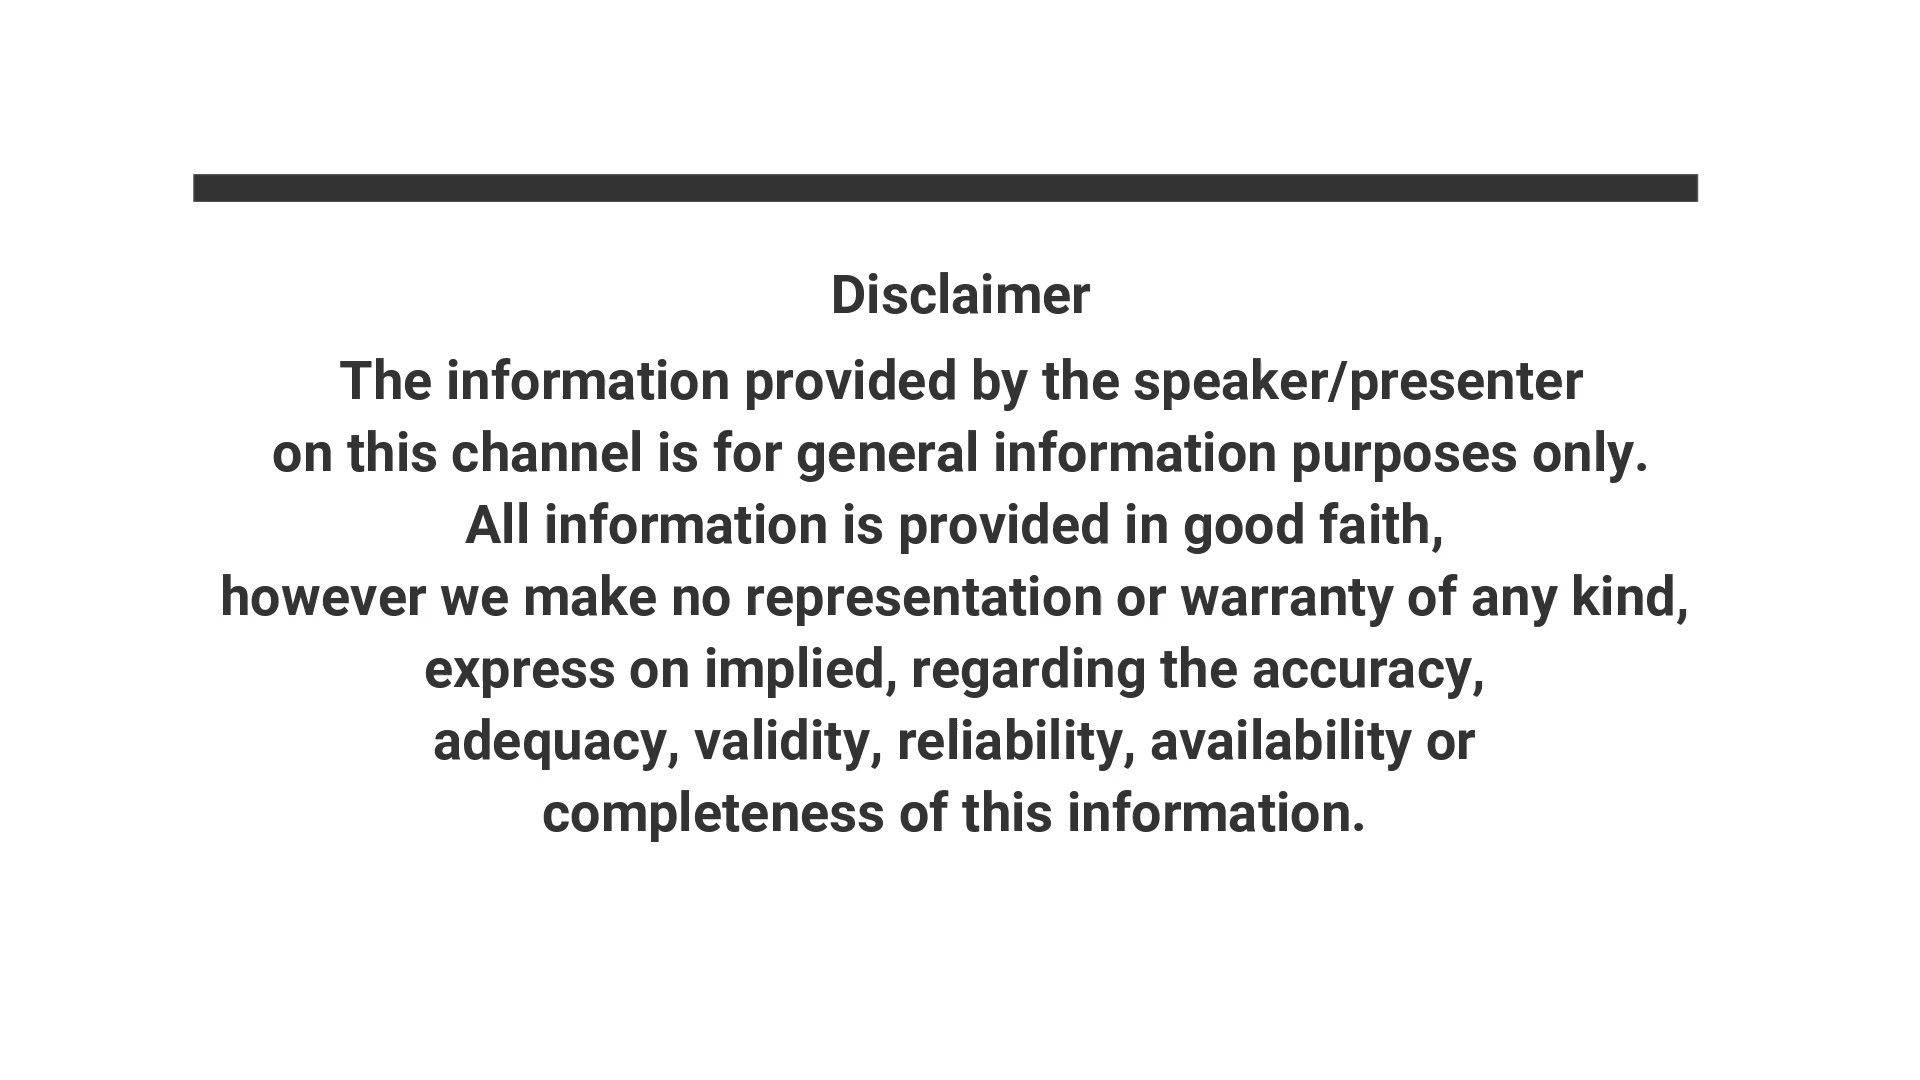 Disclaimer
The information provided by the speaker/presenter
on this channel is for general information purposes only.
All information is provided in good faith,
however we make no representation or warranty of any kind,
express on implied, regarding the accuracy,
adequacy, validity, reliability, availability or
completeness of this information.